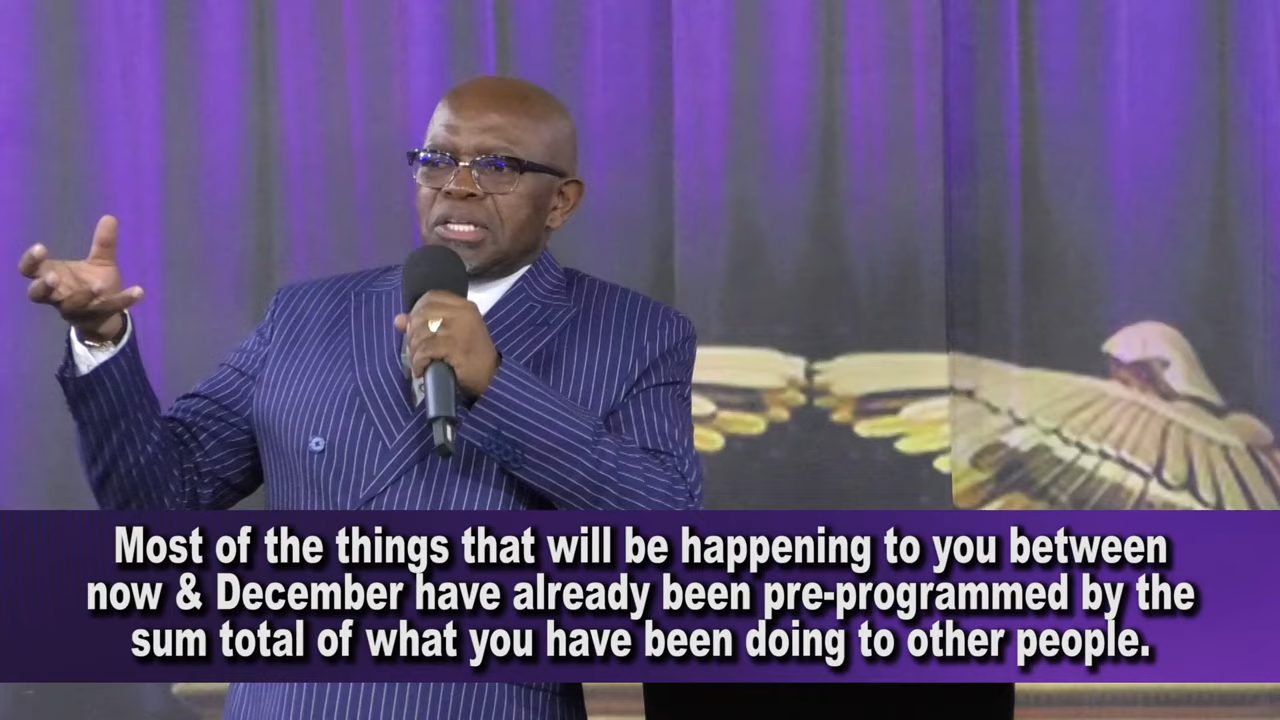 Most of the things that will be happening to you between
now & December have already been pre-programmed by the
sum total of what you have been doing to other people.